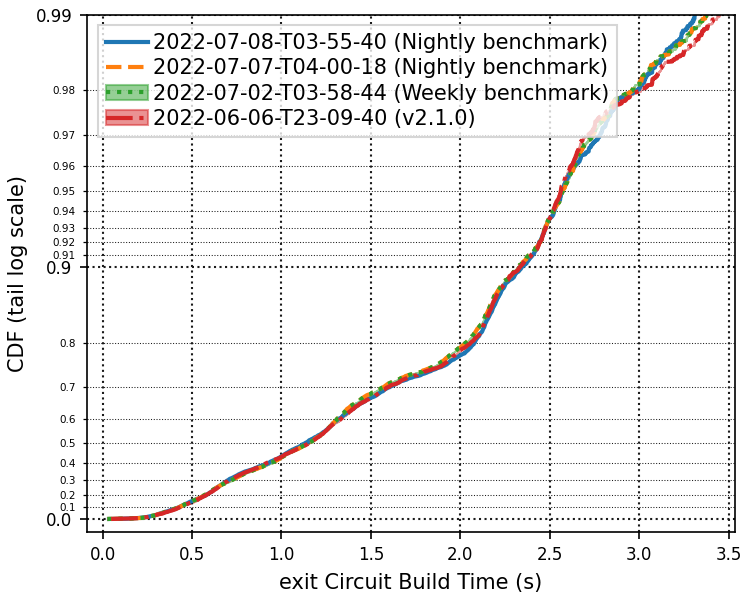 0.99
0.98
0.97
0.96
0.95
0.94
0.93
0.92
0.91
0.9
0.8
0.7
0.6
0.5
0.4
0.3
0.2
0.1
0.0
CDF (tail log scale)
2022-07-08-T03-55-40 (Nightly benchmark)
2022-07-07-T04-00-18 (Nightly benchmark)
2022-07-02-T03-58-44 (Weekly benchmark)
2022-06-06-T23-09-40 (v2.1.0)
0.0 0.5 1.0 1.5 2.0 2.5 3.0 3.5
exit Circuit Build Time (s)